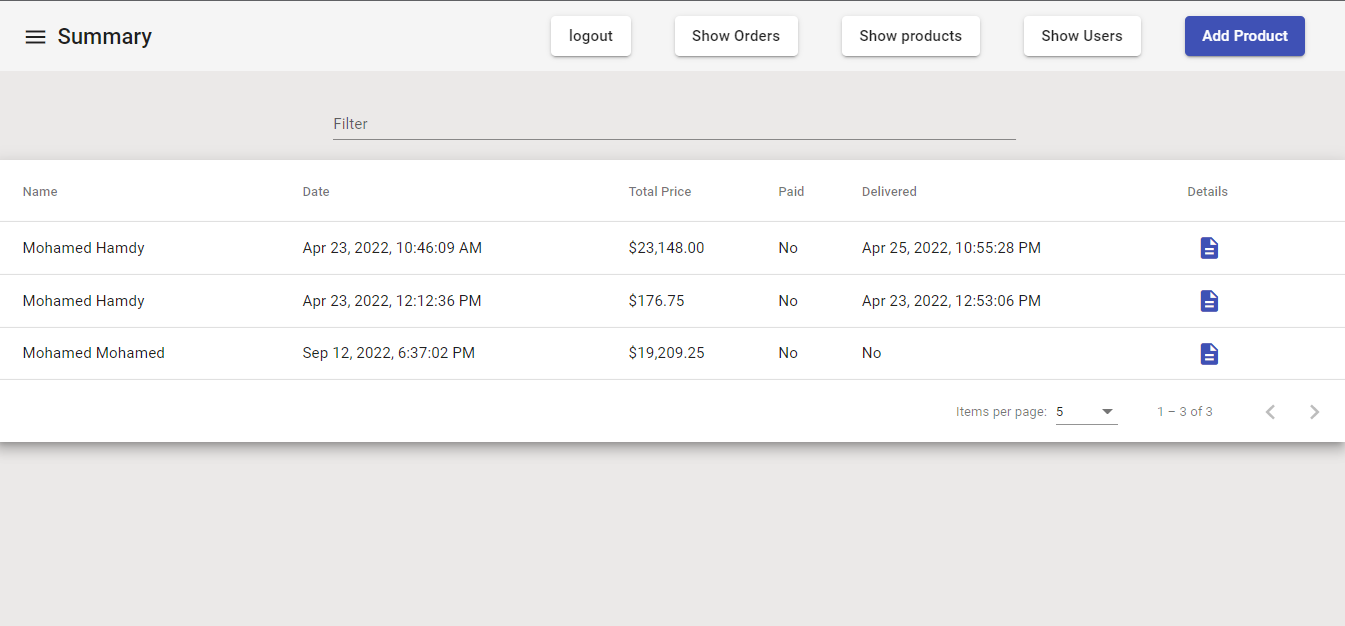 Summary logout Show Orders Show products Show Users Add Product
Filter
Name Date Total Price Paid Delivered Details
Mohamed Hamdy Apr 23, 2022, 10:46:09 AM $23,148.00 No Apr 25, 2022, 10:55:28 PM
Mohamed Hamdy Apr 23, 2022, 12:12:36 PM $176.75 No Apr 23, 2022, 12:53:06 PM
Mohamed Mohamed Sep 12, 2022, 6:37:02 PM $19,209.25 No No
Items per page: 5 1 – 3 of 3